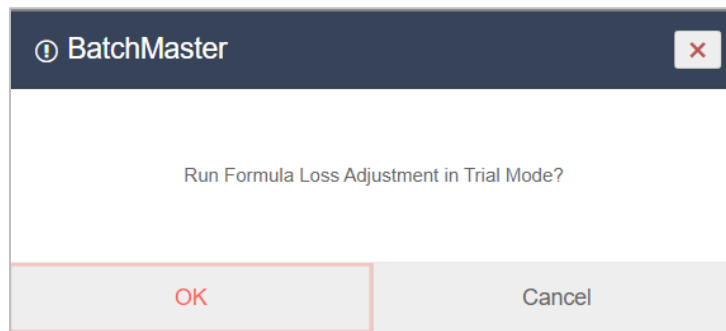 BatchMaster
Run Formula Loss Adjustment in Trial Mode?
OK
Cancel